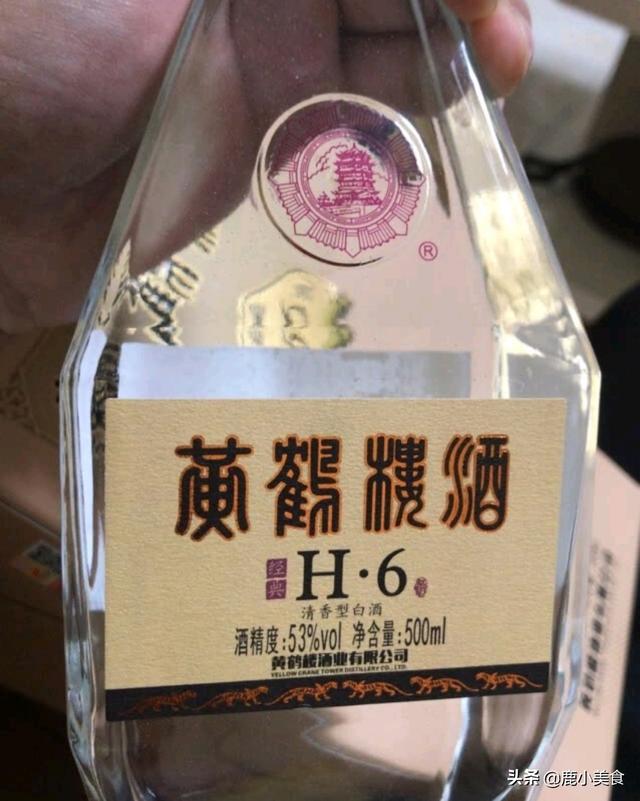 ®
黄鹤楼酒
经典 H·6
清香型白酒
酒精度:53%vol 净含量:500ml
黄鹤楼酒业有限公司
YELLOW CRANE TOWER DISTILLERY CO., LTD.
头条 @鹿小美食